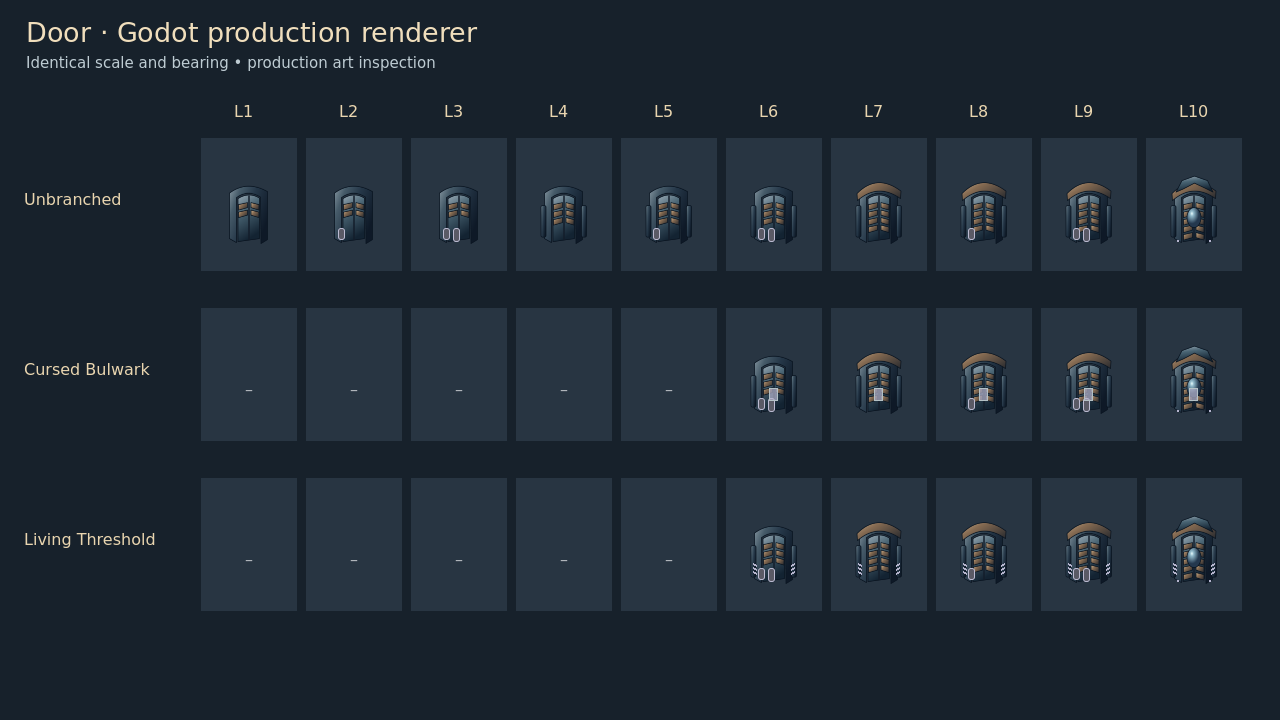 Door · Godot production renderer
Identical scale and bearing • production art inspection
L1 L2 L3 L4 L5 L6 L7 L8 L9 L10
Unbranched
Cursed Bulwark
– – – – –
Living Threshold
– – – – –